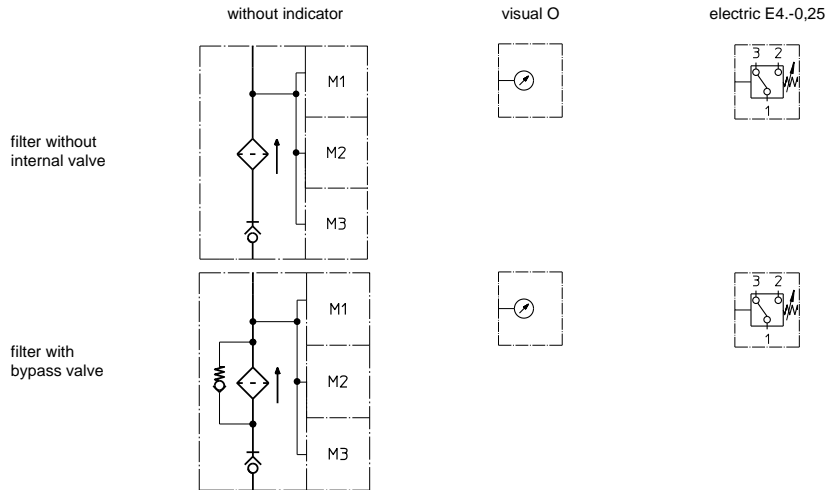 without indicator
visual O
electric E4.-0,25
M1
M2
M3
3 2
1
filter without
internal valve
M1
M2
M3
3 2
1
filter with
bypass valve